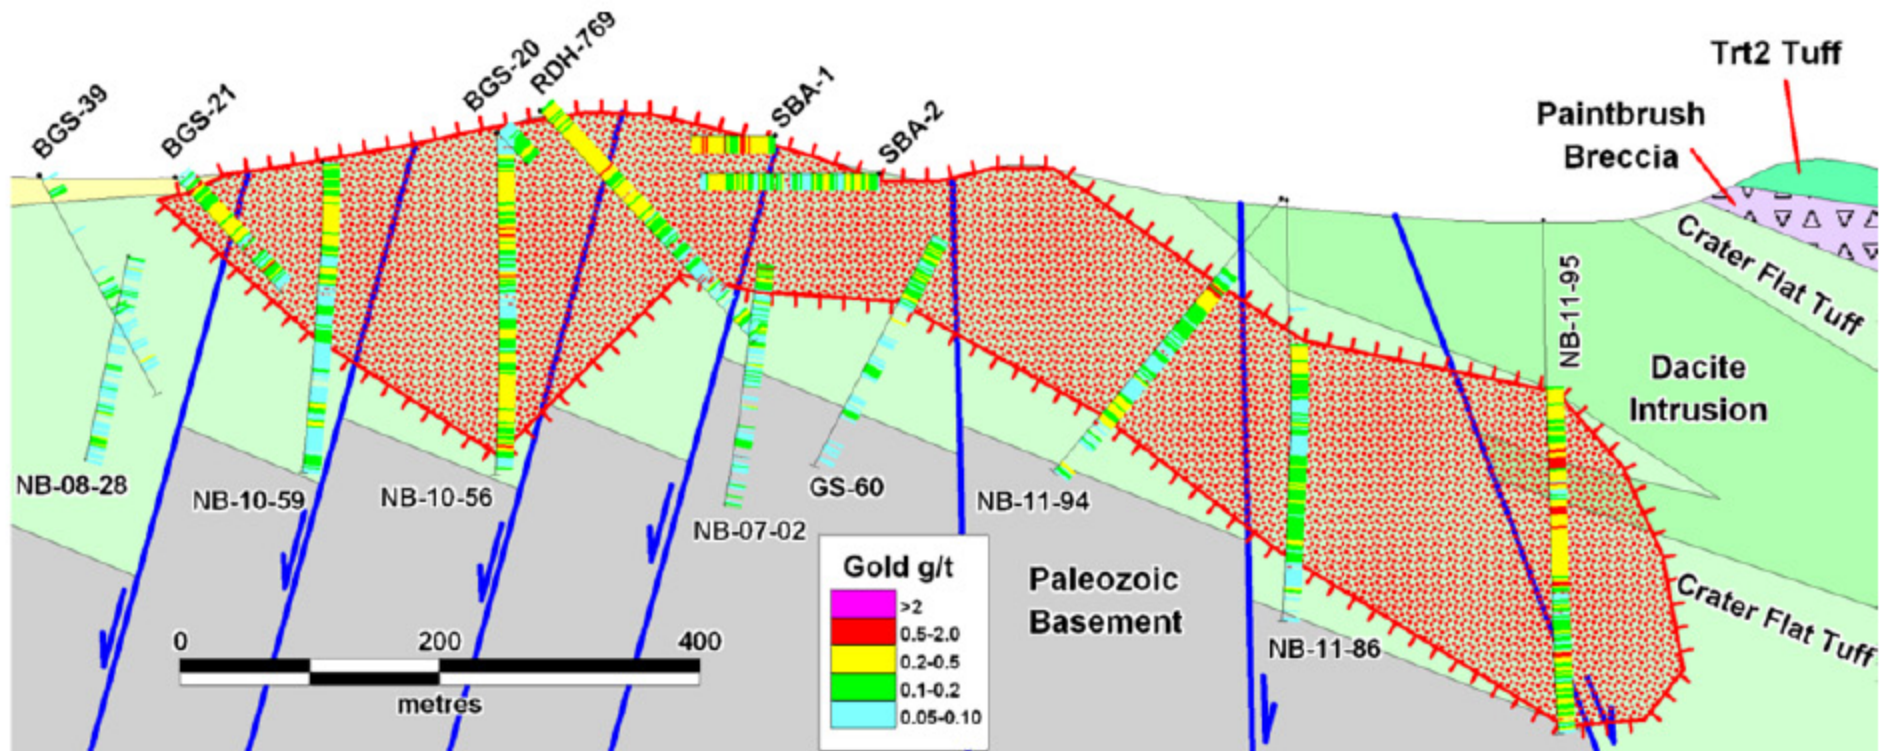 BGS-39
BGS-21
BGS-20
RDH-769
SBA-1
SBA-2
Trt2 Tuff
Paintbrush
Breccia
Crater Flat Tuff
NB-11-95
Dacite
Intrusion
NB-08-28
NB-10-59
NB-10-56
NB-07-02
GS-60
NB-11-94
NB-11-86
Crater Flat Tuff
Paleozoic
Basement
Gold g/t
>2
0.5-2.0
0.2-0.5
0.1-0.2
0.05-0.10
0 200 400
metres